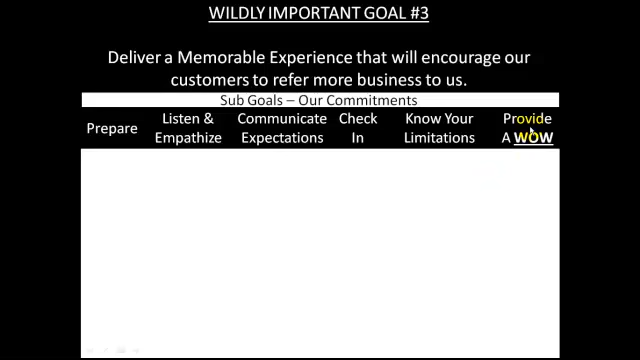 WILDLY IMPORTANT GOAL #3
Deliver a Memorable Experience that will encourage our
customers to refer more business to us.
Sub Goals – Our Commitments
Prepare
Listen &
Empathize
Communicate
Expectations
Check
In
Know Your
Limitations
Provide
A WOW